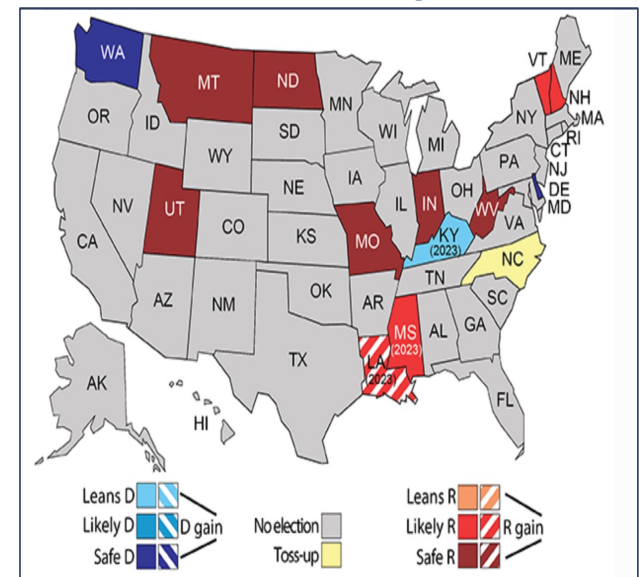 WA
MT
ND
MN
VT
ME
NH
MA
RI
CT
NJ
DE
MD
OR
ID
WY
SD
WI
MI
NY
PA
NV
UT
CO
NE
IA
IL
IN
OH
WV
VA
CA
KS
MO
KY
(2023)
NC
TN
AZ
NM
OK
AR
SC
MS
(2023)
AL
GA
LA
(2023)
TX
FL
AK
HI
Leans D
Likely D
Safe D
D gain
No election
Toss-up
Leans R
Likely R
Safe R
R gain